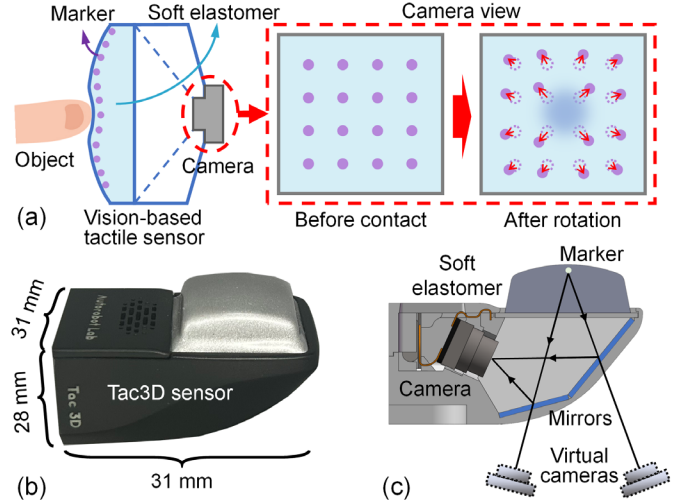 Marker
Soft elastomer
Camera view
Object
Camera
(a)
Vision-based
tactile sensor
Before contact
After rotation
31 mm
28 mm
AutorobotLab
Tac 3D
Tac3D sensor
31 mm
(b)
Marker
Soft
elastomer
Camera
Mirrors
Virtual
cameras
(c)